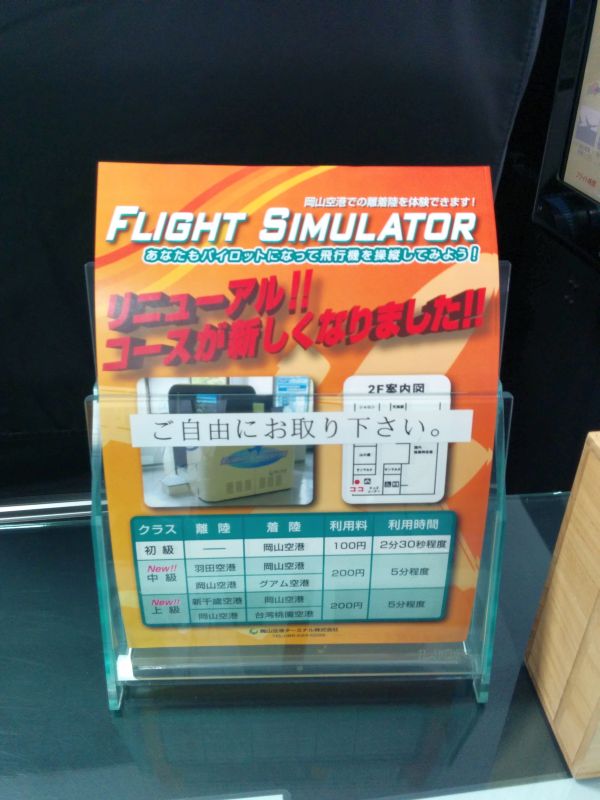 岡山空港での離着陸を体験できます!
FLIGHT SIMULATOR
あなたもパイロットになって飛行機を操縦してみよう!
リニューアル!!
コースが新しくなりました!!
2F案内図
ご自由にお取り下さい。
ココ
クラス 離陸 着陸 利用料 利用時間
初級 — 岡山空港 100円 2分30秒程度
New!! 中級 羽田空港 岡山空港 200円 5分程度
岡山空港 グアム空港
New!! 上級 新千歳空港 岡山空港 200円 5分程度
岡山空港 台湾桃園空港
岡山空港ターミナル株式会社